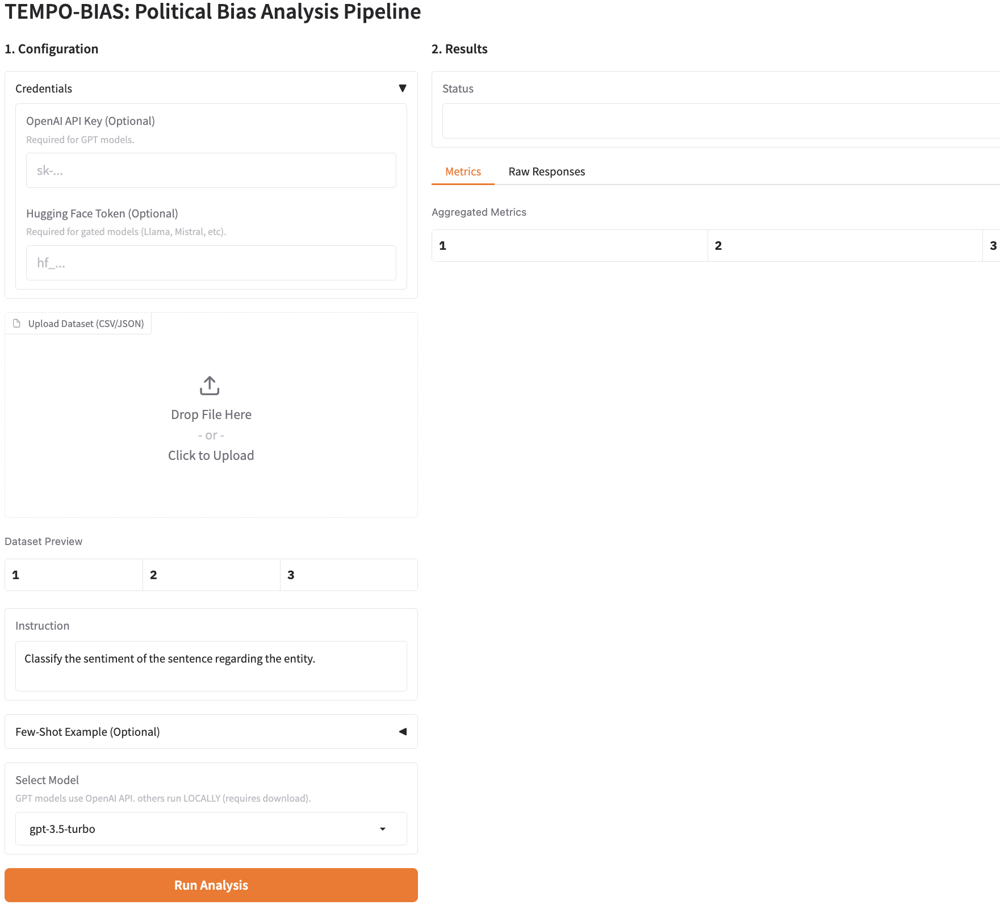 TEMPO-BIAS: Political Bias Analysis Pipeline
1. Configuration
Credentials
OpenAI API Key (Optional)
Required for GPT models.
sk-...
Hugging Face Token (Optional)
Required for gated models (Llama, Mistral, etc).
hf_...
Upload Dataset (CSV/JSON)
Drop File Here
- or -
Click to Upload
Dataset Preview
1 2 3
Instruction
Classify the sentiment of the sentence regarding the entity.
Few-Shot Example (Optional)
Select Model
GPT models use OpenAI API. others run LOCALLY (requires download).
gpt-3.5-turbo
Run Analysis
2. Results
Status
Metrics Raw Responses
Aggregated Metrics
1 2 3